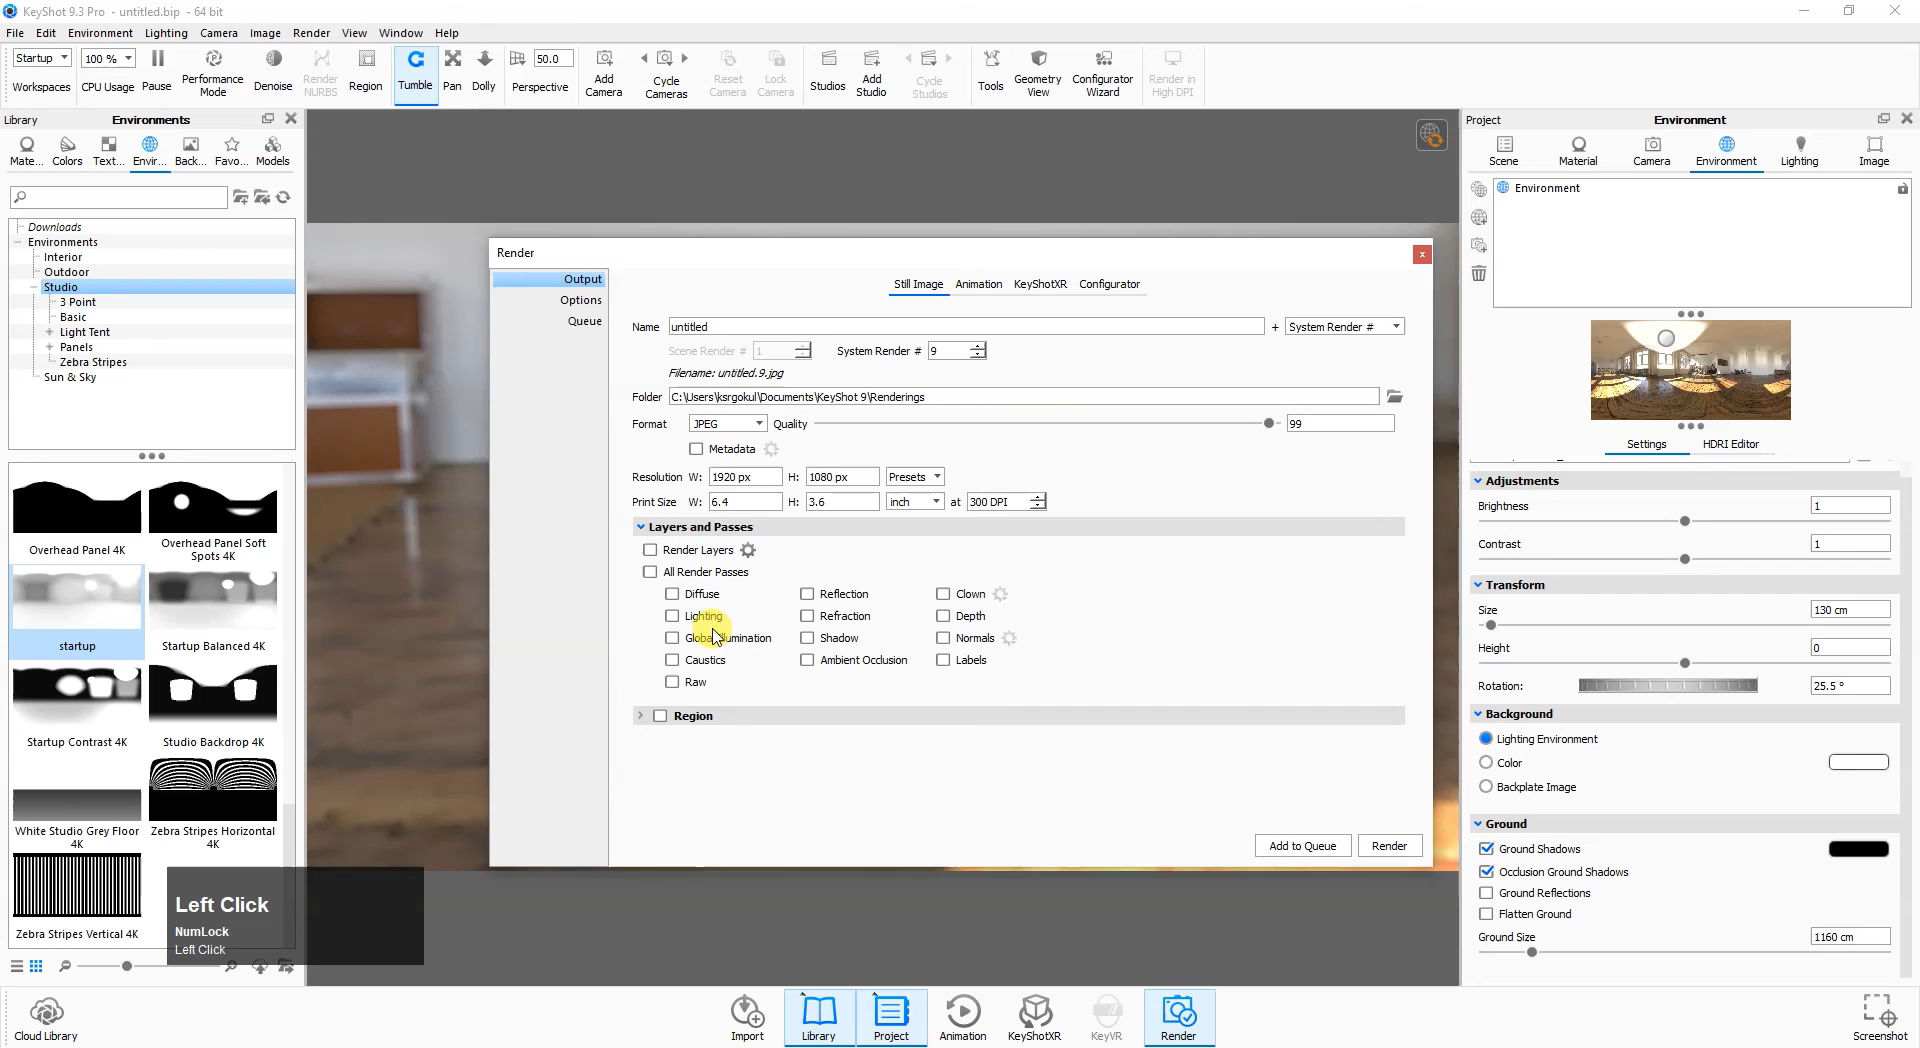 KeyShot 9.3 Pro - untitled.bip - 64 bit
File Edit Environment Lighting Camera Image Render View Window Help
Startup 100 % 50.0
Workspaces CPU Usage Pause Performance Mode Denoise Render NURBS Region Tumble Pan Dolly Perspective Add Camera Cycle Cameras Reset Camera Lock Camera Studios Add Studio Cycle Studios Tools Geometry View Configurator Wizard Render in High DPI
Library Environments
Mate... Colors Text... Envir... Back... Favo... Models
Downloads
Environments
Interior
Outdoor
Studio
3 Point
Basic
Light Tent
Panels
Zebra Stripes
Sun & Sky
Overhead Panel 4K
Overhead Panel Soft Spots 4K
startup
Startup Balanced 4K
Startup Contrast 4K
Studio Backdrop 4K
White Studio Grey Floor 4K
Zebra Stripes Horizontal 4K
Zebra Stripes Vertical 4K
Left Click
NumLock
Left Click
Render
Output
Options
Queue
Still Image Animation KeyShotXR Configurator
Name untitled + System Render #
Scene Render # 1 System Render # 9
Filename: untitled.9.jpg
Folder C:\Users\ksrgokul\Documents\KeyShot 9\Renderings
Format JPEG Quality 99
Metadata
Resolution W: 1920 px H: 1080 px Presets
Print Size W: 6.4 H: 3.6 inch at 300 DPI
Layers and Passes
Render Layers
All Render Passes
Diffuse Reflection Clown
Lighting Refraction Depth
Global Illumination Shadow Normals
Caustics Ambient Occlusion Labels
Raw
Region
Add to Queue Render
Project Environment
Scene Material Camera Environment Lighting Image
Environment
Settings HDRI Editor
Adjustments
Brightness 1
Contrast 1
Transform
Size 130 cm
Height 0
Rotation: 25.5 °
Background
Lighting Environment
Color
Backplate Image
Ground
Ground Shadows
Occlusion Ground Shadows
Ground Reflections
Flatten Ground
Ground Size 1160 cm
Cloud Library Import Library Project Animation KeyShotXR KeyVR Render Screenshot